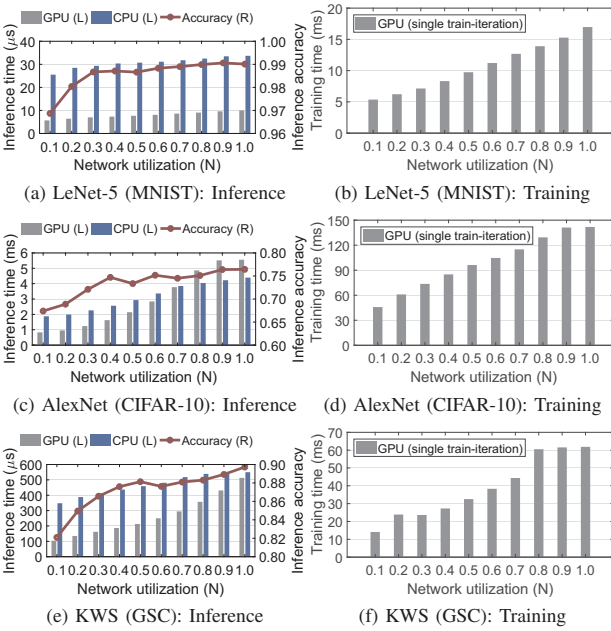 GPU (L) CPU (L) Accuracy (R)
Inference time (μs)
40
30
20
10
0
1.00
0.99
0.98
0.97
0.96
Inference accuracy
0.1 0.2 0.3 0.4 0.5 0.6 0.7 0.8 0.9 1.0
Network utilization (N)
(a) LeNet-5 (MNIST): Inference
Training time (ms)
20
15
10
5
0
GPU (single train-iteration)
0.1 0.2 0.3 0.4 0.5 0.6 0.7 0.8 0.9 1.0
Network utilization (N)
(b) LeNet-5 (MNIST): Training
GPU (L) CPU (L) Accuracy (R)
Inference time (ms)
6
5
4
3
2
1
0
0.80
0.75
0.70
0.65
0.60
Inference accuracy
0.1 0.2 0.3 0.4 0.5 0.6 0.7 0.8 0.9 1.0
Network utilization (N)
(c) AlexNet (CIFAR-10): Inference
Training time (ms)
150
120
90
60
30
0
GPU (single train-iteration)
0.1 0.2 0.3 0.4 0.5 0.6 0.7 0.8 0.9 1.0
Network utilization (N)
(d) AlexNet (CIFAR-10): Training
GPU (L) CPU (L) Accuracy (R)
Inference time (μs)
600
500
400
300
200
100
0
0.90
0.88
0.86
0.84
0.82
0.80
Inference accuracy
0.1 0.2 0.3 0.4 0.5 0.6 0.7 0.8 0.9 1.0
Network utilization (N)
(e) KWS (GSC): Inference
Training time (ms)
70
60
50
40
30
20
10
0
GPU (single train-iteration)
0.1 0.2 0.3 0.4 0.5 0.6 0.7 0.8 0.9 1.0
Network utilization (N)
(f) KWS (GSC): Training